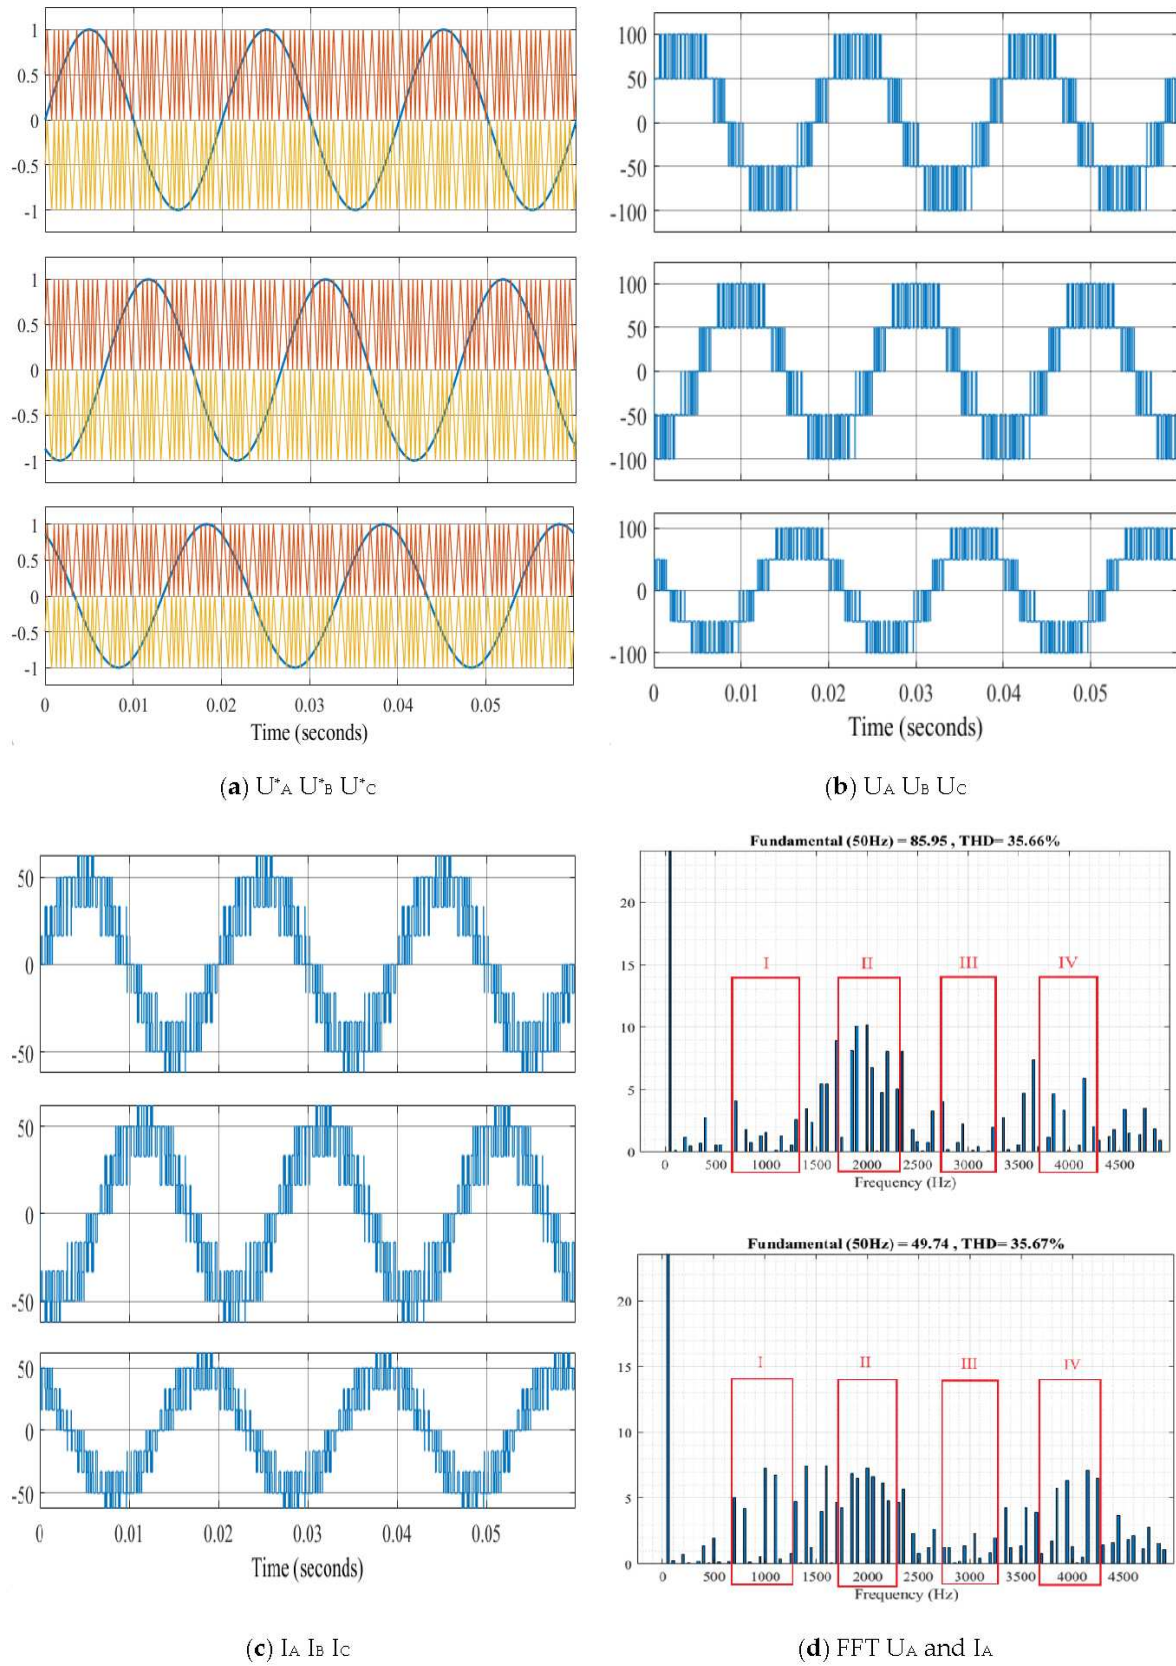 1
0.5
0
-0.5
-1
1
0.5
0
-0.5
-1
1
0.5
0
-0.5
-1
0 0.01 0.02 0.03 0.04 0.05
Time (seconds)
(a) U*A U*B U*C
100
50
0
-50
-100
100
50
0
-50
-100
100
0
-100
0 0.01 0.02 0.03 0.04 0.05
Time (seconds)
(b) UA UB UC
50
0
-50
50
0
-50
50
0
-50
0 0.01 0.02 0.03 0.04 0.05
Time (seconds)
(c) IA IB IC
Fundamental (50Hz) = 85.95 , THD= 35.66%
20
15
10
5
0
I II III IV
0 500 1000 1500 2000 2500 3000 3500 4000 4500
Frequency (Hz)
Fundamental (50Hz) = 49.74 , THD= 35.67%
20
15
10
5
0
I II III IV
0 500 1000 1500 2000 2500 3000 3500 4000 4500
Frequency (Hz)
(d) FFT UA and IA